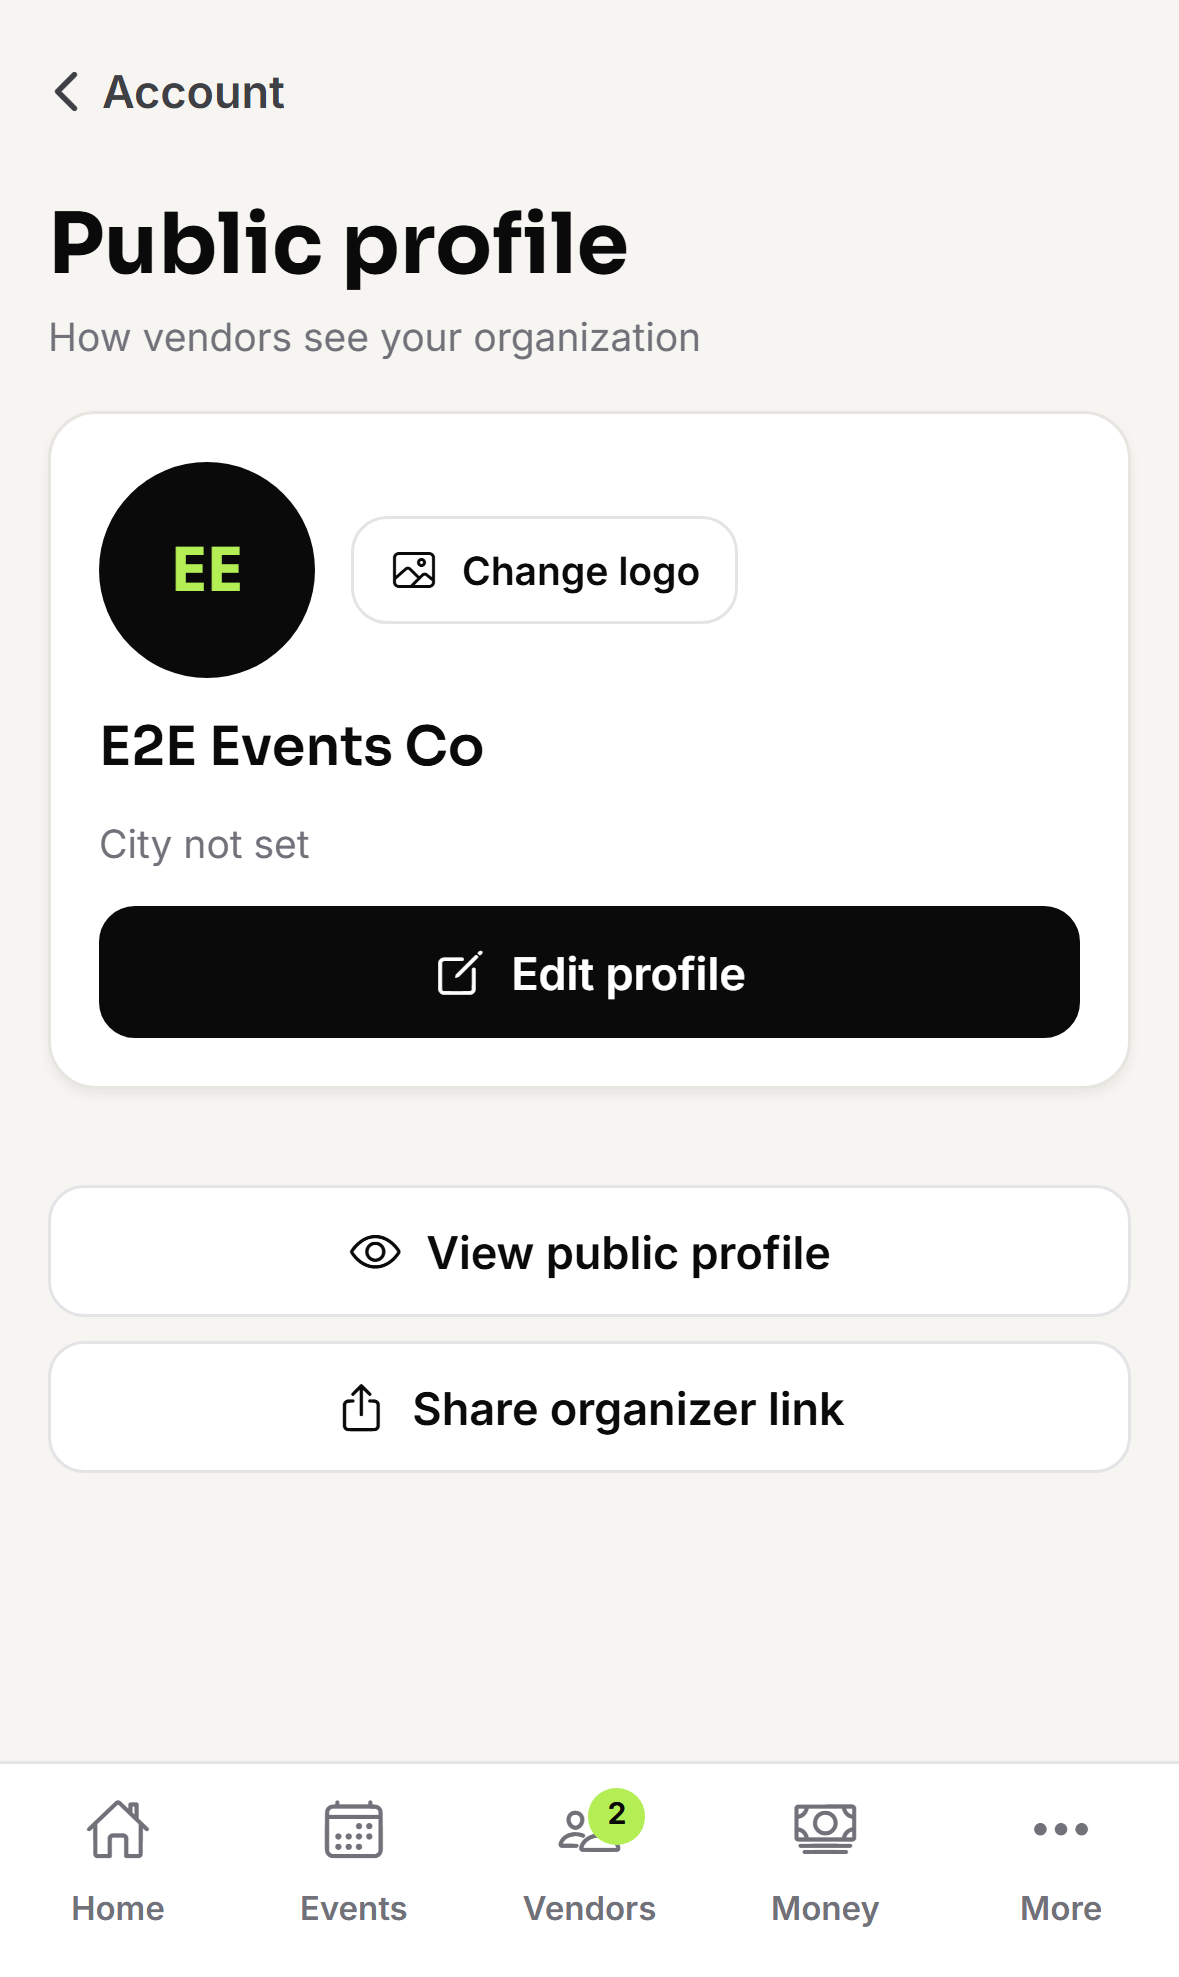 Account
Public profile
How vendors see your organization
EE
Change logo
E2E Events Co
City not set
Edit profile
View public profile
Share organizer link
2
Home
Events
Vendors
Money
More